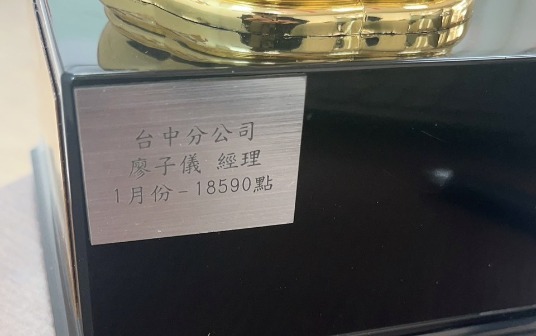 台中分公司
廖子儀 經理
1月份-18590點